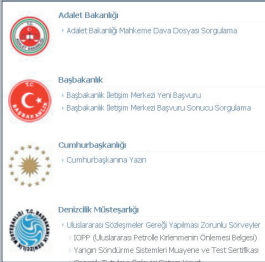 Adalet Bakanlığı
Adalet Bakanlığı Mahkeme Dava Dosyası Sorgulama
T.C.
BAŞBAKANLIK
Başbakanlık
Başbakanlık İletişim Merkezi Yeni Başvuru
Başbakanlık İletişim Merkezi Başvuru Sonucu Sorgulama
Cumhurbaşkanlığı
Cumhurbaşkanına Yazın
Denizcilik Müsteşarlığı
Uluslararası Sözleşmeler Gereği Yapılması Zorunlu Sörveyler
IOPP (Uluslararası Petrolle Kirlenmenin Önlemesi Belgesi)
Yangın Söndürme Sistemleri Muayene ve Test Sertifikası